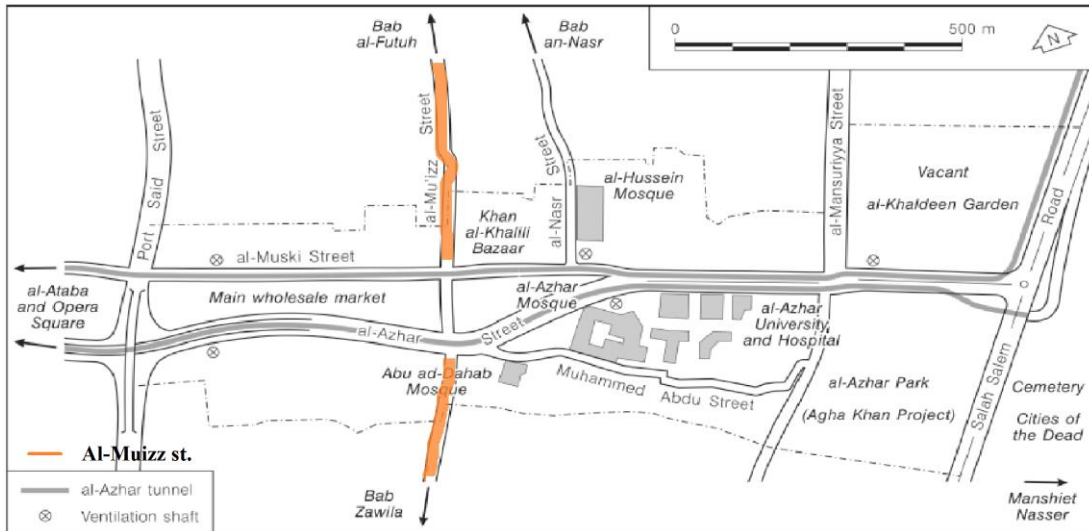 Bab
al-Futuh
Bab
an-Nasr
0
500 m
N
Port Said Street
al-Mu'izz Street
al-Nasr Street
al-Mansuriyya Street
al-Hussein
Mosque
Vacant
al-Khaldeen Garden
Khan
al-Khalili
Bazaar
al-Muski Street
al-Ataba
and Opera
Square
Main wholesale market
al-Azhar
Mosque
al-Azhar Street
al-Azhar
University
and Hospital
Abu ad-Dahab
Mosque
Muhammed Abdu Street
al-Azhar Park
(Agha Khan Project)
Salah Salem Road
Cemetery
Cities
of the Dead
Manshiet
Nasser
Bab
Zawila
Al-Muizz st.
al-Azhar tunnel
Ventilation shaft